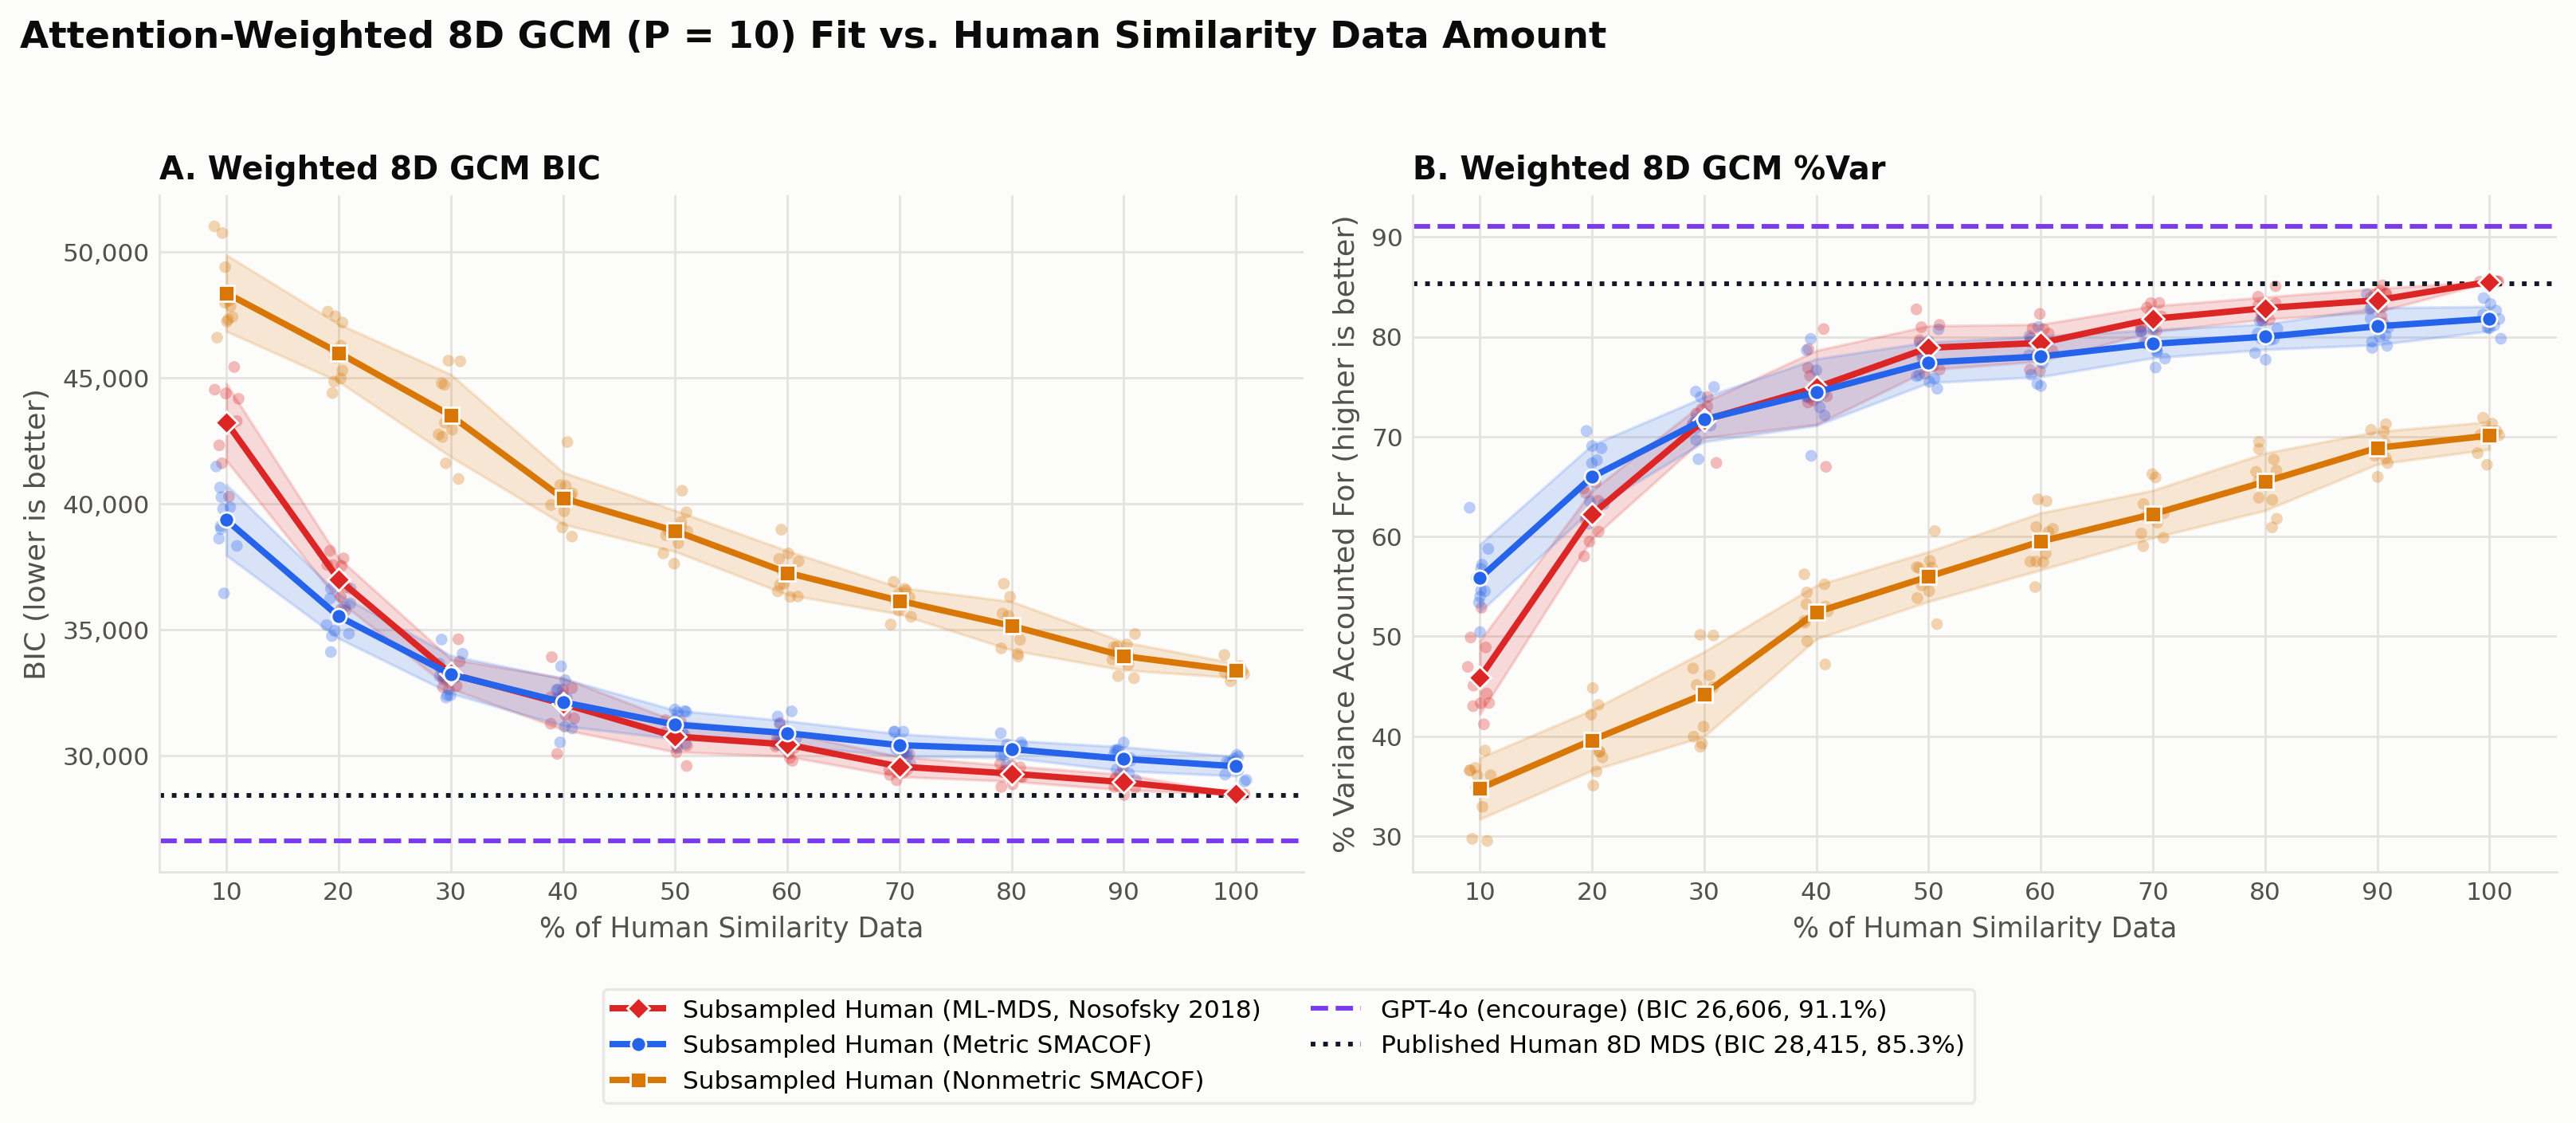 Attention-Weighted 8D GCM (P = 10) Fit vs. Human Similarity Data Amount
A. Weighted 8D GCM BIC
BIC (lower is better)
50,000
45,000
40,000
35,000
30,000
10 20 30 40 50 60 70 80 90 100
% of Human Similarity Data
B. Weighted 8D GCM %Var
% Variance Accounted For (higher is better)
90
80
70
60
50
40
30
10 20 30 40 50 60 70 80 90 100
% of Human Similarity Data
Subsampled Human (ML-MDS, Nosofsky 2018)
Subsampled Human (Metric SMACOF)
Subsampled Human (Nonmetric SMACOF)
GPT-4o (encourage) (BIC 26,606, 91.1%)
Published Human 8D MDS (BIC 28,415, 85.3%)